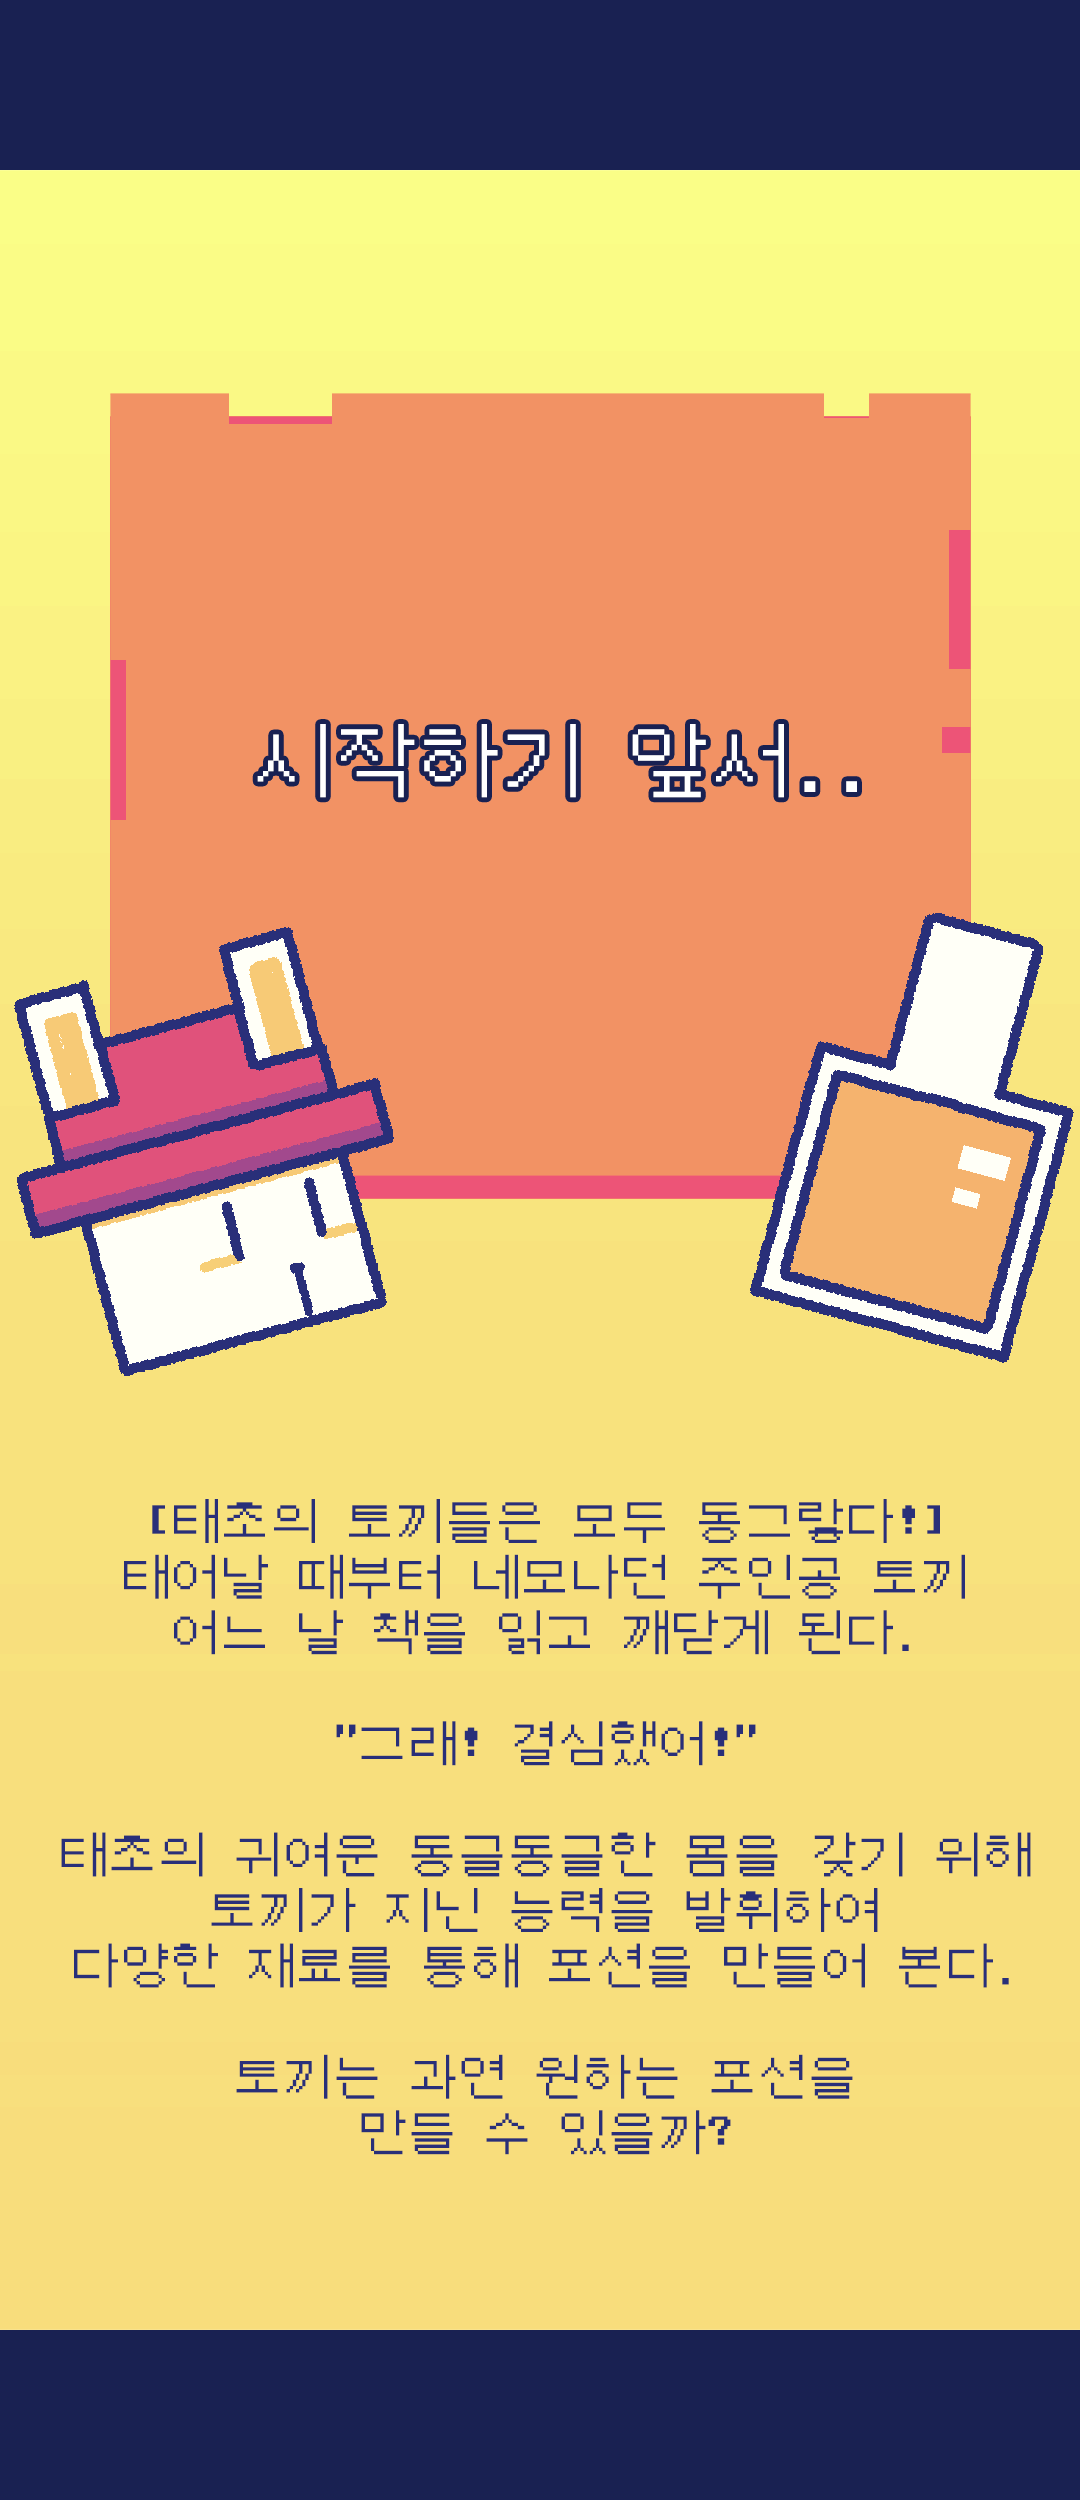 시작하기 앞서..
[태초의 토끼들은 모두 동그랗다!]
태어날 때부터 네모나던 주인공 토끼
어느 날 책을 읽고 깨닫게 된다.
"그래! 결심했어!"
태초의 귀여운 동글동글한 몸을 갖기 위해
토끼가 지닌 능력을 발휘하여
다양한 재료를 통해 포션을 만들어 본다.
토끼는 과연 원하는 포션을
만들 수 있을까?